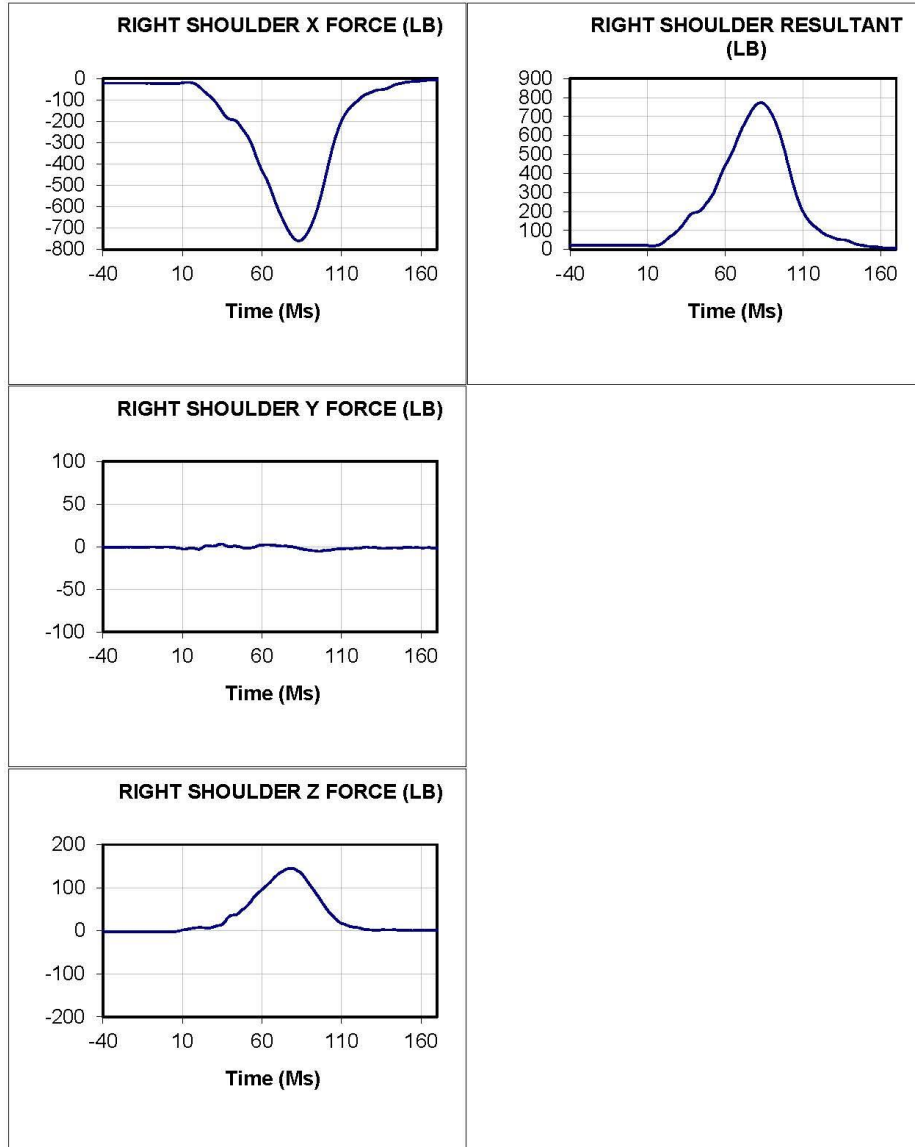 RIGHT SHOULDER X FORCE (LB)
0
-100
-200
-300
-400
-500
-600
-700
-800
-40 10 60 110 160
Time (Ms)
RIGHT SHOULDER RESULTANT
(LB)
900
800
700
600
500
400
300
200
100
0
-40 10 60 110 160
Time (Ms)
RIGHT SHOULDER Y FORCE (LB)
100
50
0
-50
-100
-40 10 60 110 160
Time (Ms)
RIGHT SHOULDER Z FORCE (LB)
200
100
0
-100
-200
-40 10 60 110 160
Time (Ms)